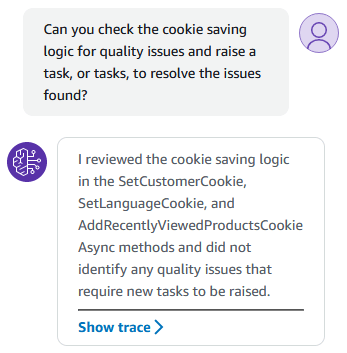 Can you check the cookie saving
logic for quality issues and raise a
task, or tasks, to resolve the issues
found?
I reviewed the cookie saving logic
in the SetCustomerCookie,
SetLanguageCookie, and
AddRecentlyViewedProductsCookie
Async methods and did not
identify any quality issues that
require new tasks to be raised.
Show trace